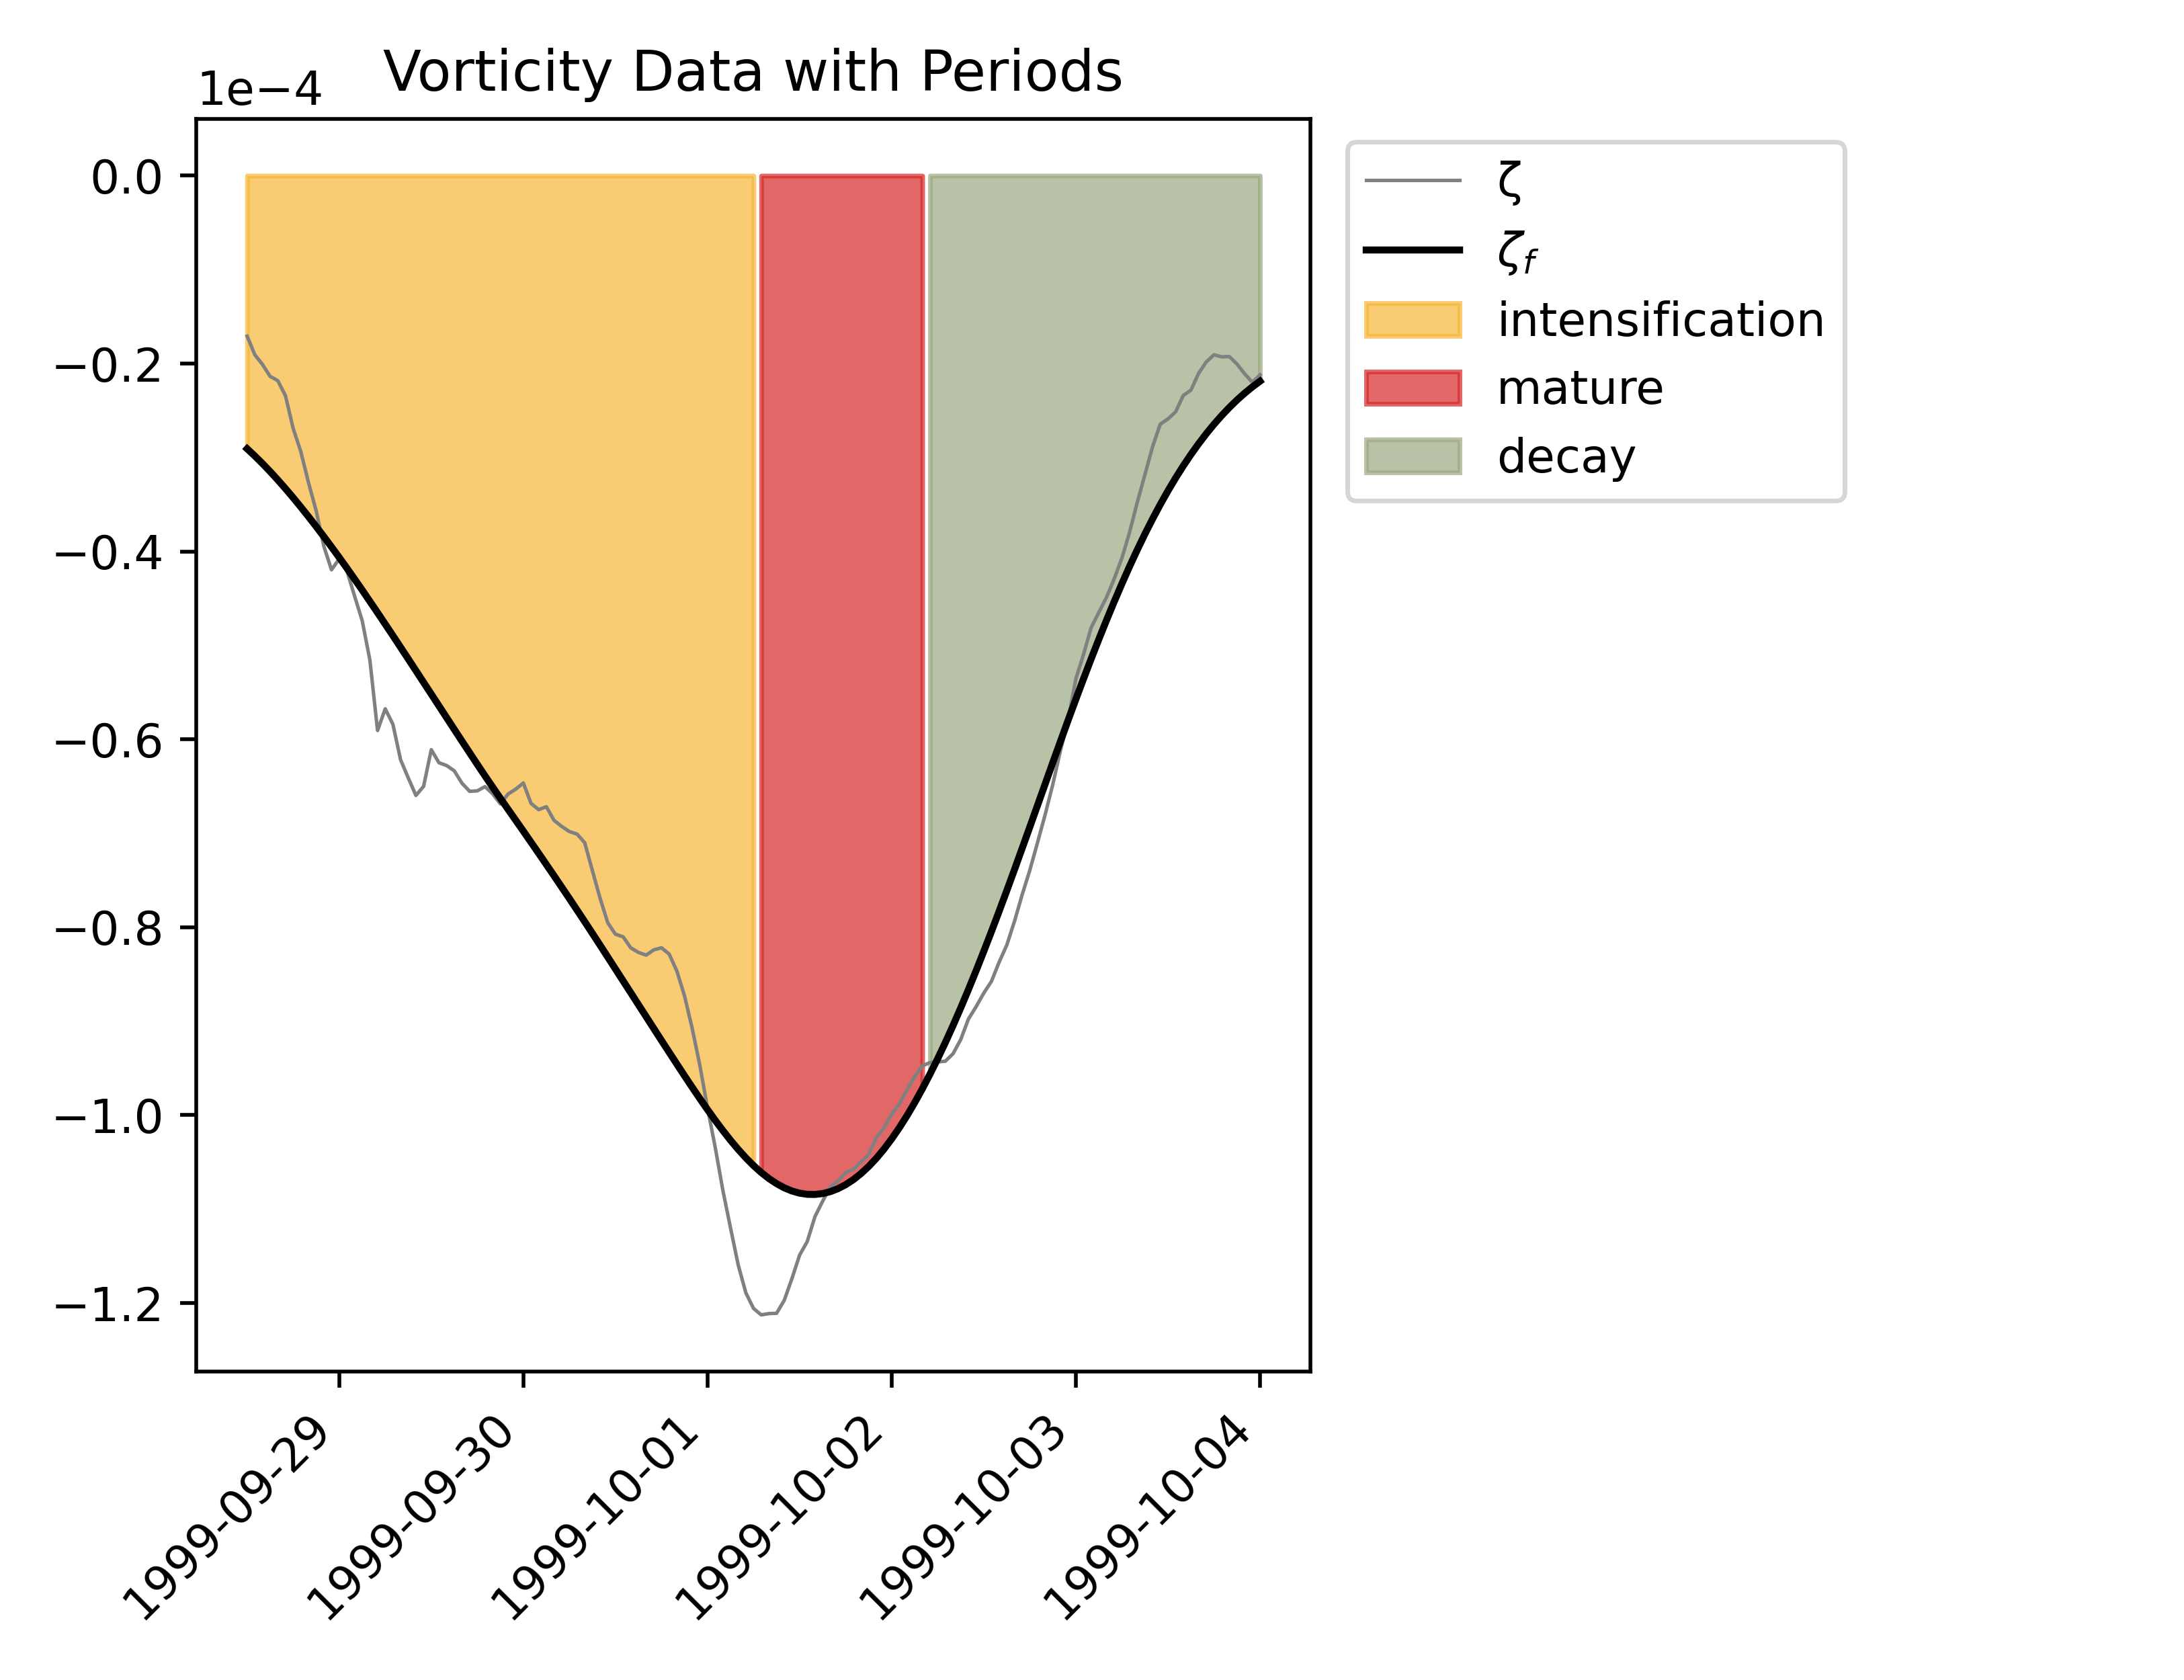 Vorticity Data with Periods
1e−4
0.0
−0.2
−0.4
−0.6
−0.8
−1.0
−1.2
1999-09-29
1999-09-30
1999-10-01
1999-10-02
1999-10-03
1999-10-04
ζ
ζf
intensification
mature
decay